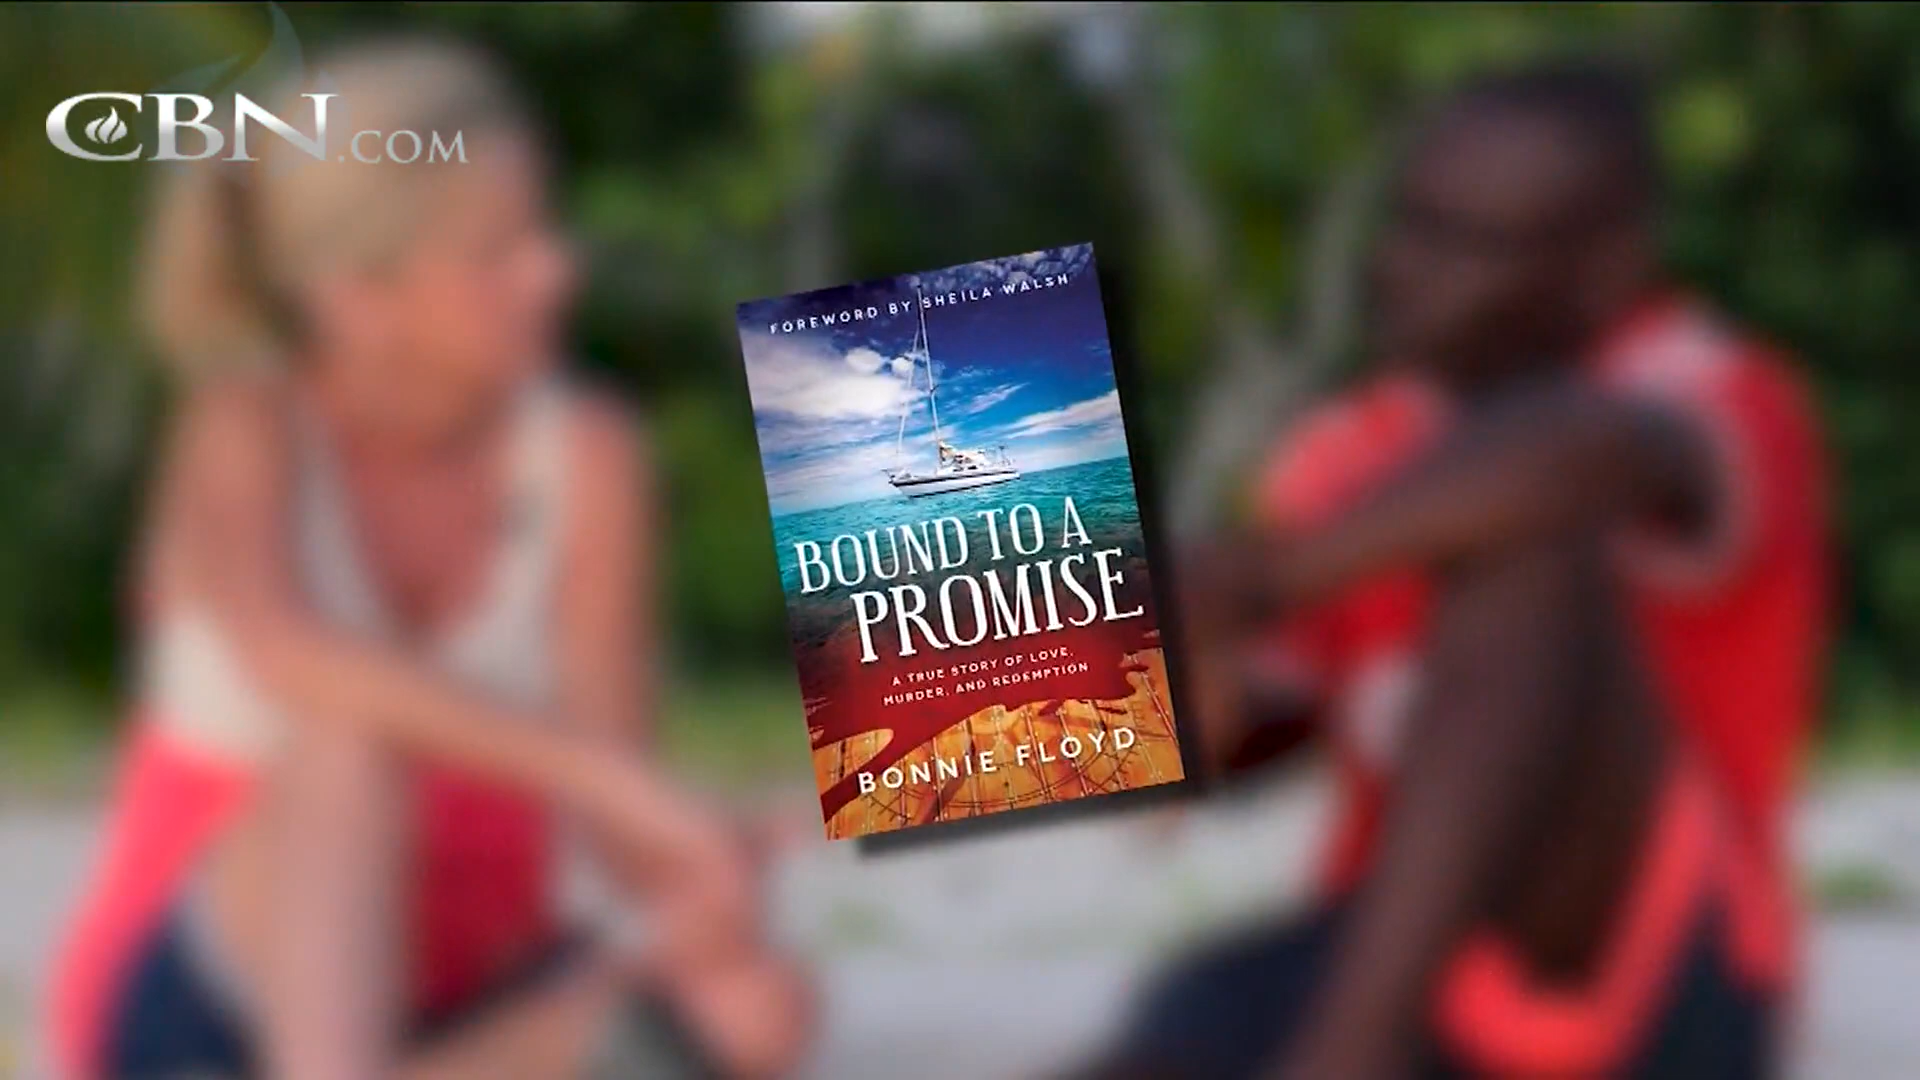 CBN.COM
FOREWORD BY SHEILA WALSH
BOUND TO A
PROMISE
A TRUE STORY OF LOVE,
MURDER, AND REDEMPTION
BONNIE FLOYD